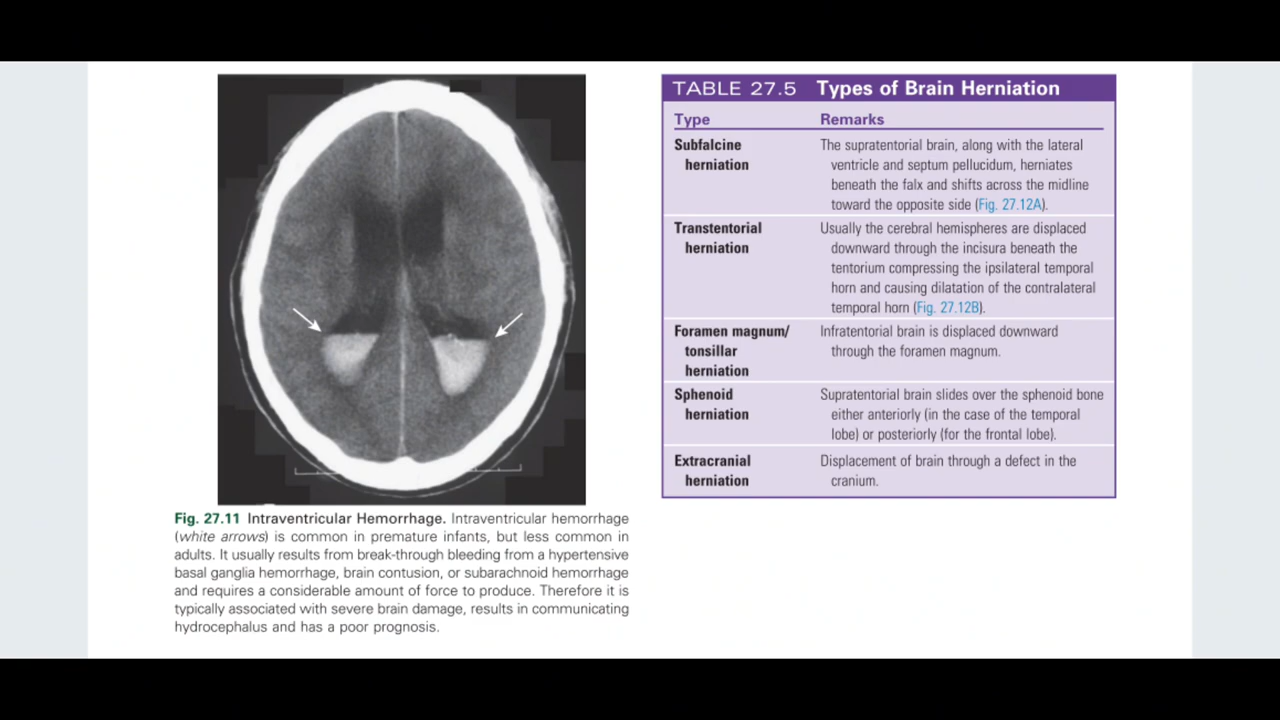 Fig. 27.11 Intraventricular Hemorrhage. Intraventricular hemorrhage
(white arrows) is common in premature infants, but less common in
adults. It usually results from break-through bleeding from a hypertensive
basal ganglia hemorrhage, brain contusion, or subarachnoid hemorrhage
and requires a considerable amount of force to produce. Therefore it is
typically associated with severe brain damage, results in communicating
hydrocephalus and has a poor prognosis.
TABLE 27.5 Types of Brain Herniation
Type Remarks
Subfalcine The supratentorial brain, along with the lateral
herniation ventricle and septum pellucidum, herniates
beneath the falx and shifts across the midline
toward the opposite side (Fig. 27.12A).
Transtentorial Usually the cerebral hemispheres are displaced
herniation downward through the incisura beneath the
tentorium compressing the ipsilateral temporal
horn and causing dilatation of the contralateral
temporal horn (Fig. 27.12B).
Foramen magnum/ Infratentorial brain is displaced downward
tonsillar through the foramen magnum.
herniation
Sphenoid Supratentorial brain slides over the sphenoid bone
herniation either anteriorly (in the case of the temporal
lobe) or posteriorly (for the frontal lobe).
Extracranial Displacement of brain through a defect in the
herniation cranium.